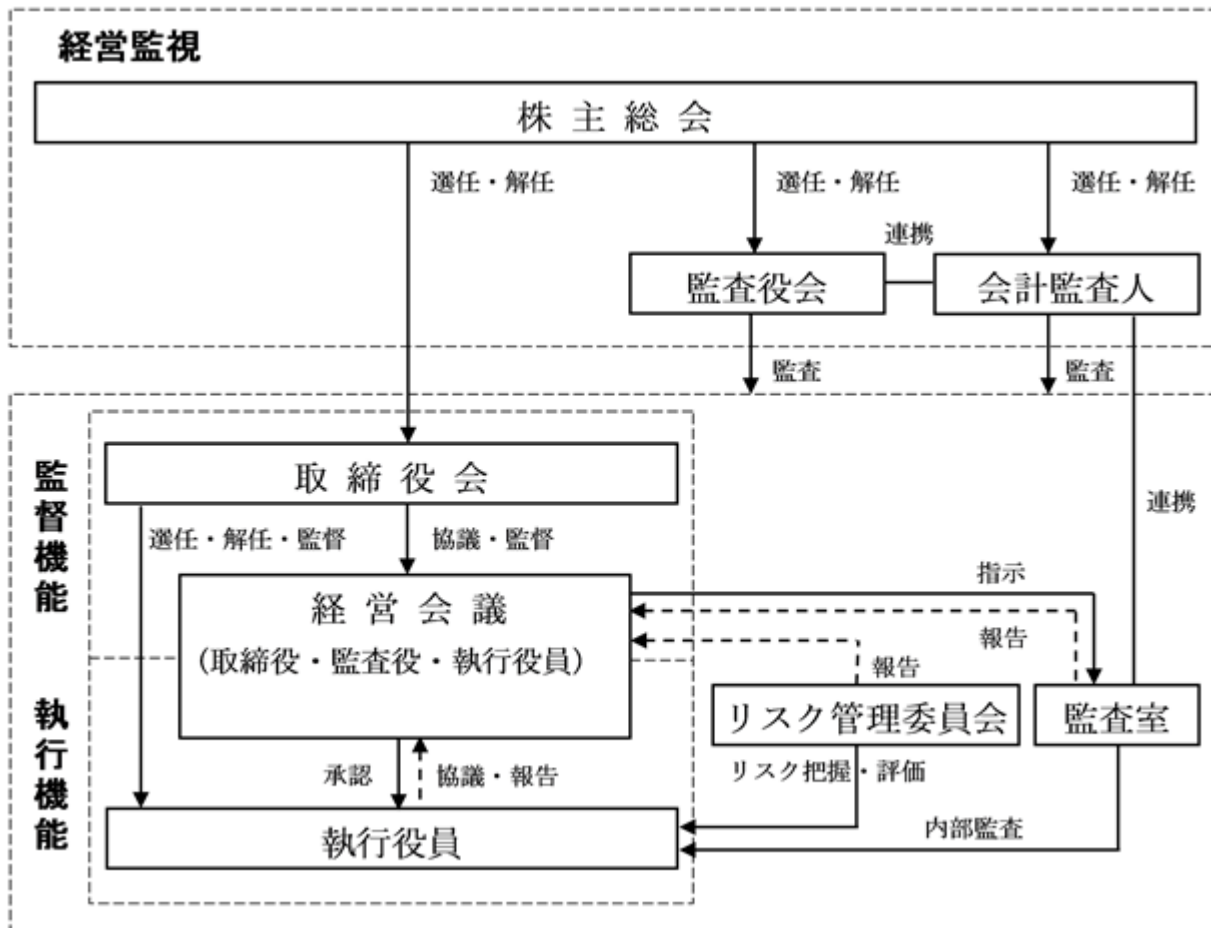 経営監視
株主総会
選任・解任
選任・解任
選任・解任
連携
監査役会
会計監査人
監査
監査
監督機能
取締役会
連携
選任・解任・監督
協議・監督
指示
経営会議
(取締役・監査役・執行役員)
報告
報告
執行機能
リスク管理委員会
監査室
承認
協議・報告
リスク把握・評価
内部監査
執行役員